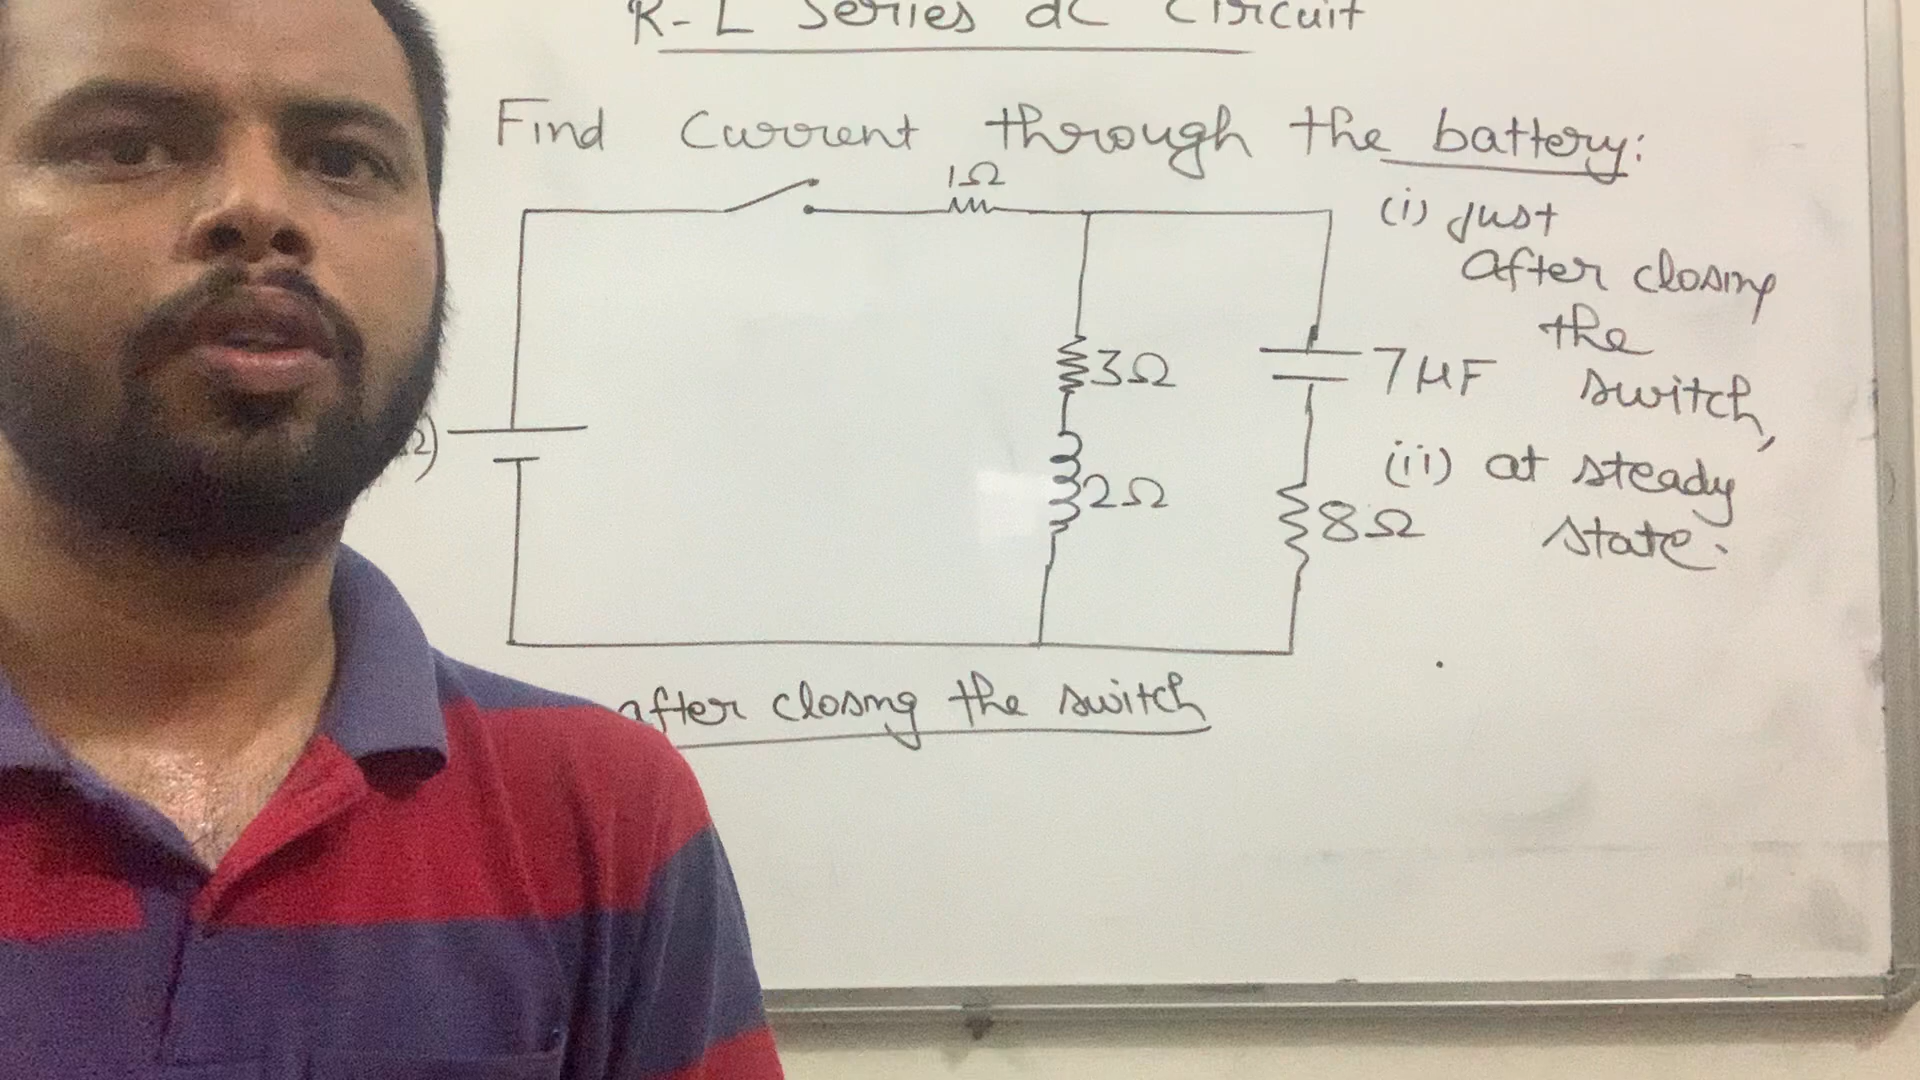 R-L Series dC Circuit
Find Current through the battery:
1Ω
(i) Just
after closing
the
switch,
3Ω
7μF
2)
(ii) at steady
state.
2Ω
8Ω
after closing the switch